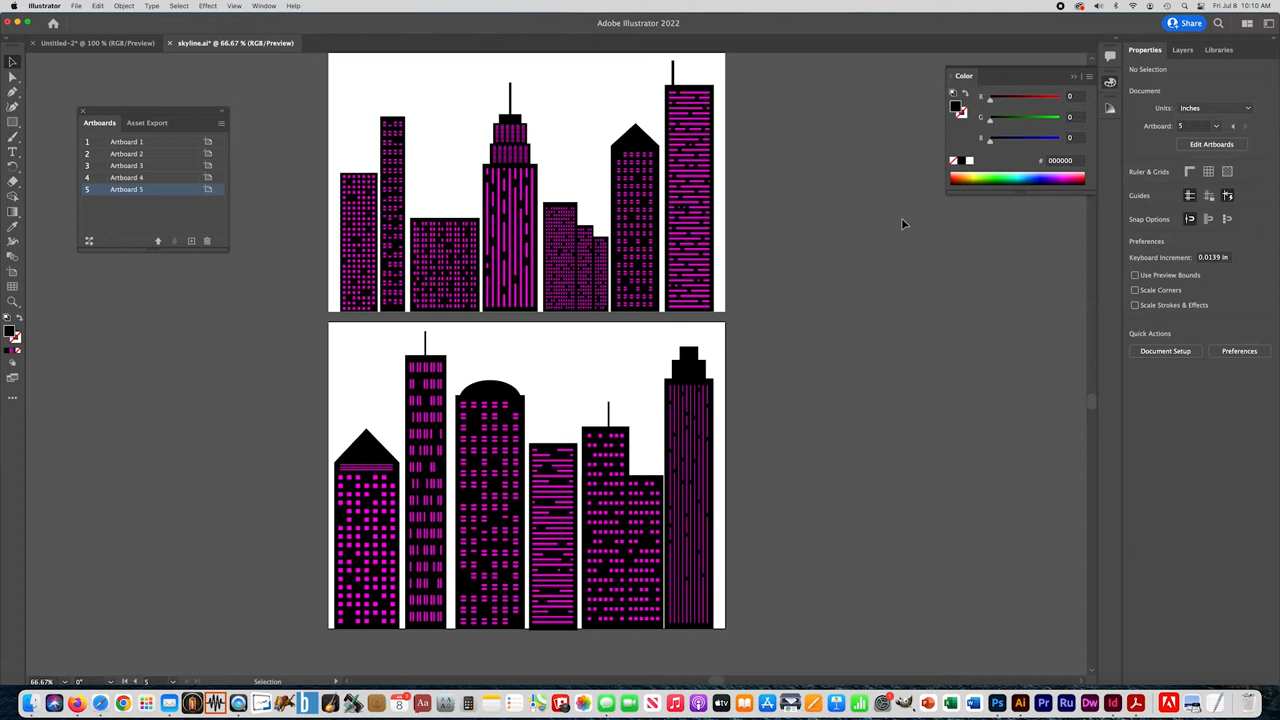 Illustrator File Edit Object Type Select Effect View Window Help
Fri Jul 8 10:10 AM
Adobe Illustrator 2022
Share
× Untitled-2* @ 100 % (RGB/Preview) × skyline.ai* @ 66.67 % (RGB/Preview)
Artboards Asset Export
1 Artboard 1
2 Artboard 2
3 Artboard 3
4 Artboard 4
5 Artboard 5
Color
R 0
G 0
B 0
# 000000
Properties Layers Libraries
No Selection
Document
Units: Inches
Artboard: 5
Edit Artboards
Ruler & Grids
Guides
Snap Options
Preferences
Keyboard Increment: 0.0139 in
Use Preview Bounds
Scale Corners
Scale Strokes & Effects
Quick Actions
Document Setup Preferences
66.67% 0° 5 Selection